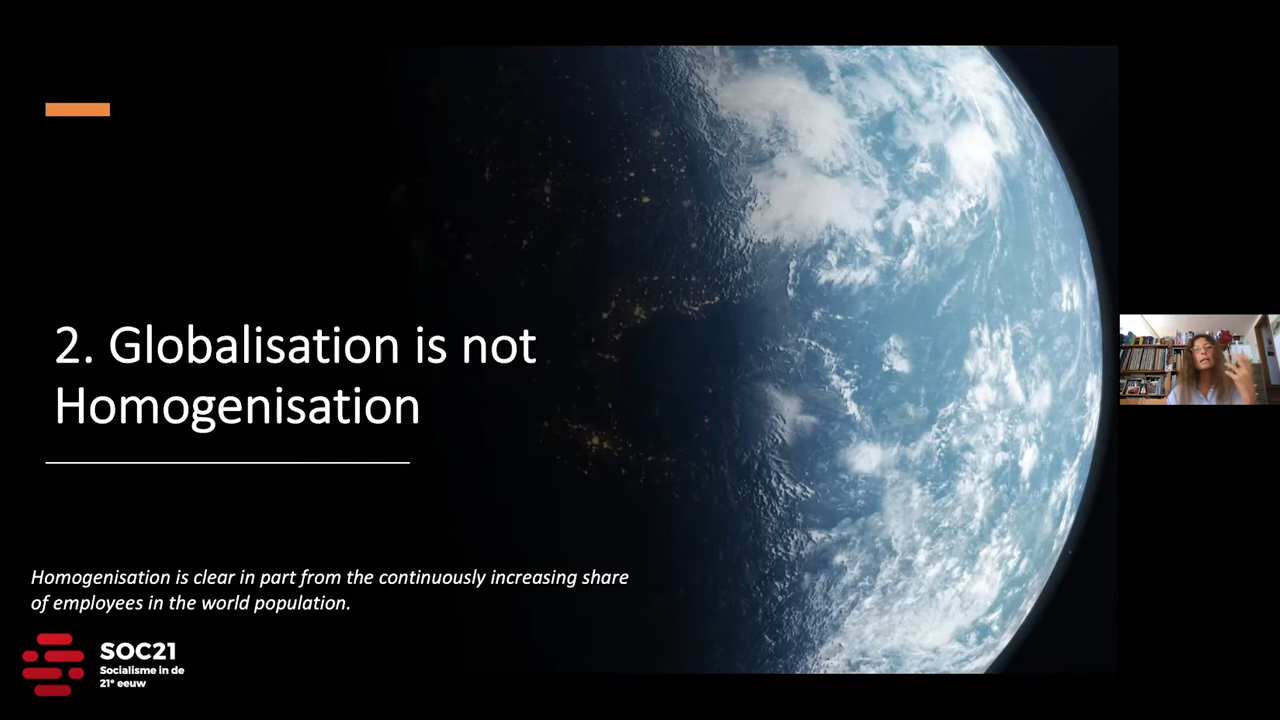 2. Globalisation is not
Homogenisation
Homogenisation is clear in part from the continuously increasing share
of employees in the world population.
SOC21
Socialisme in de
21e eeuw